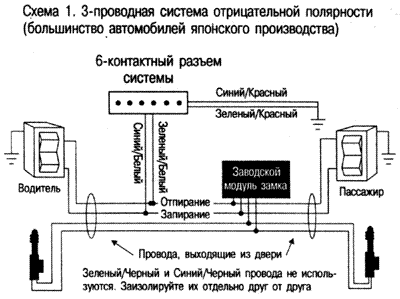 Схема 1. 3-проводная система отрицательной полярности
(большинство автомобилей японского производства)
6-контактный разъем
системы
Синий/Красный
Зеленый/Красный
Зеленый/Белый
Синий/Белый
Водитель
Заводской
модуль замка
Пассажир
Отпирание
Запирание
Провода, выходящие из двери
Зеленый/Черный и Синий/Черный провода не исполь-
зуются. Заизолируйте их отдельно друг от друга